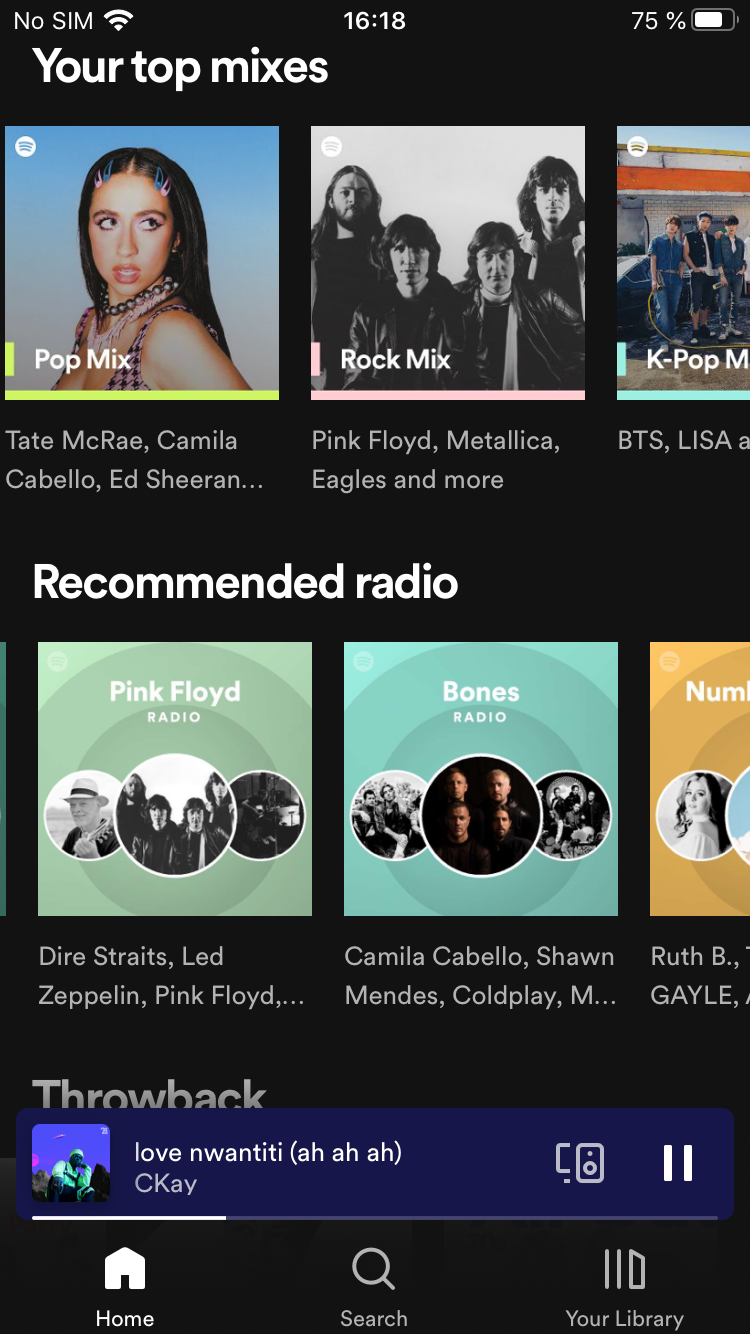 No SIM 16:18 75 %
Your top mixes
Pop Mix
Rock Mix
K-Pop M
Tate McRae, Camila
Cabello, Ed Sheeran...
Pink Floyd, Metallica,
Eagles and more
BTS, LISA a
Recommended radio
Pink Floyd
RADIO
Bones
RADIO
Numb
Dire Straits, Led
Zeppelin, Pink Floyd,...
Camila Cabello, Shawn
Mendes, Coldplay, M...
Ruth B., T
GAYLE, A
Throwback
love nwantiti (ah ah ah)
CKay
Home
Search
Your Library